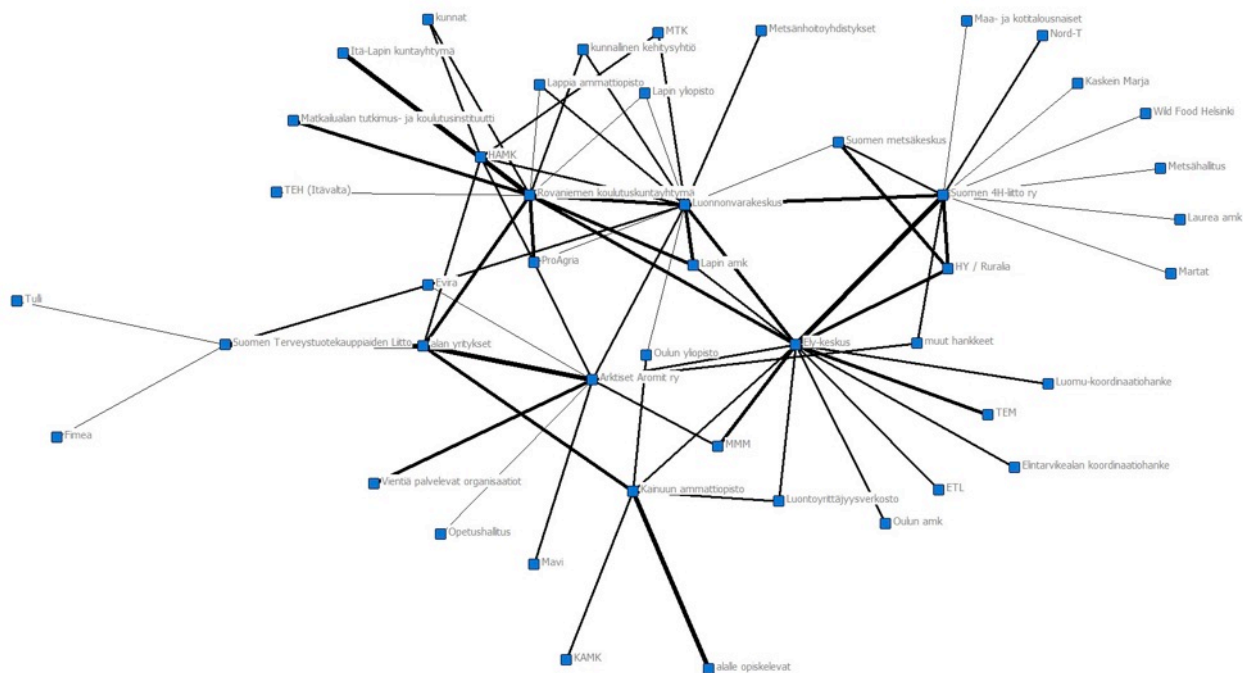 kunnat
Maa- ja kotitalousnaiset
Metsänhoitoyhdistykset
MTK
Nord-T
kunnallinen kehitysyhtiö
Itä-Lapin kuntayhtymä
Kaskein Marja
Lappia ammattiopisto
Lapin yliopisto
Wild Food Helsinki
Matkailualan tutkimus- ja koulutusinstituutti
Suomen metsäkeskus
HAMK
Metsähallitus
TEH (Itävalta)
Rovaniemen koulutuskuntayhtymä
Suomen 4H-liitto ry
Luonnonvarakeskus
Laurea amk
ProAgria
Lapin amk
HY / Ruralia
Martat
Evira
Tulli
Suomen Terveystuotekauppiaiden Liitto
alan yritykset
Ely-keskus
muut hankkeet
Oulun yliopisto
Arktiset Aromit ry
Luomu-koordinaatiohanke
TEM
Fimea
MMM
Elintarvikealan koordinaatiohanke
Vientiä palvelevat organisaatiot
Kainuun ammattiopisto
ETL
Luontoyrittäjyysverkosto
Oulun amk
Opetushallitus
Mavi
KAMK
alalle opiskelevat